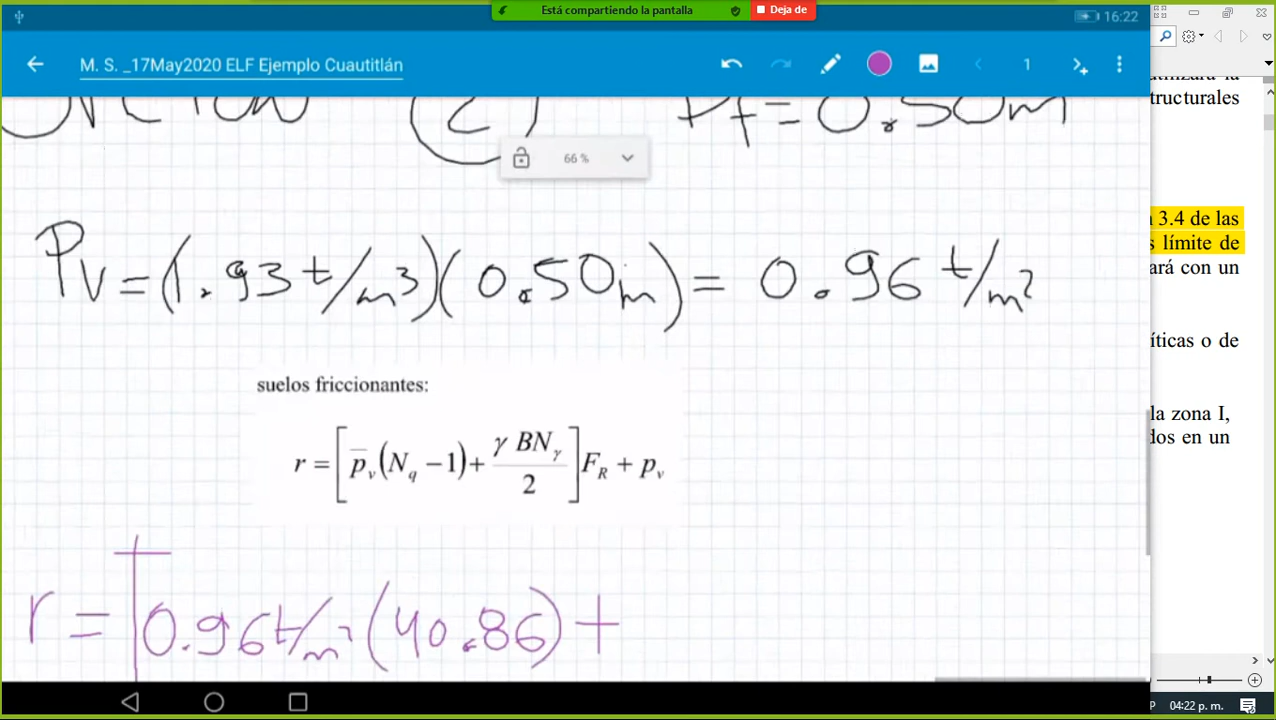 Está compartiendo la pantalla
Deja de
16:22
M. S. _17May2020 ELF Ejemplo Cuautitlán
1
66 %
utilizará la
tructurales
Pf = 0.50m
Pv = (1.93 t/m3)(0.50m) = 0.96 t/m2
suelos friccionantes:
r = [p̅v (Nq − 1) + γ BNγ / 2] FR + pv
r = [0.96t/m2 (40.86) +
n 3.4 de las
s límite de
ará con un
íticas o de
la zona I,
dos en un
04:22 p. m.